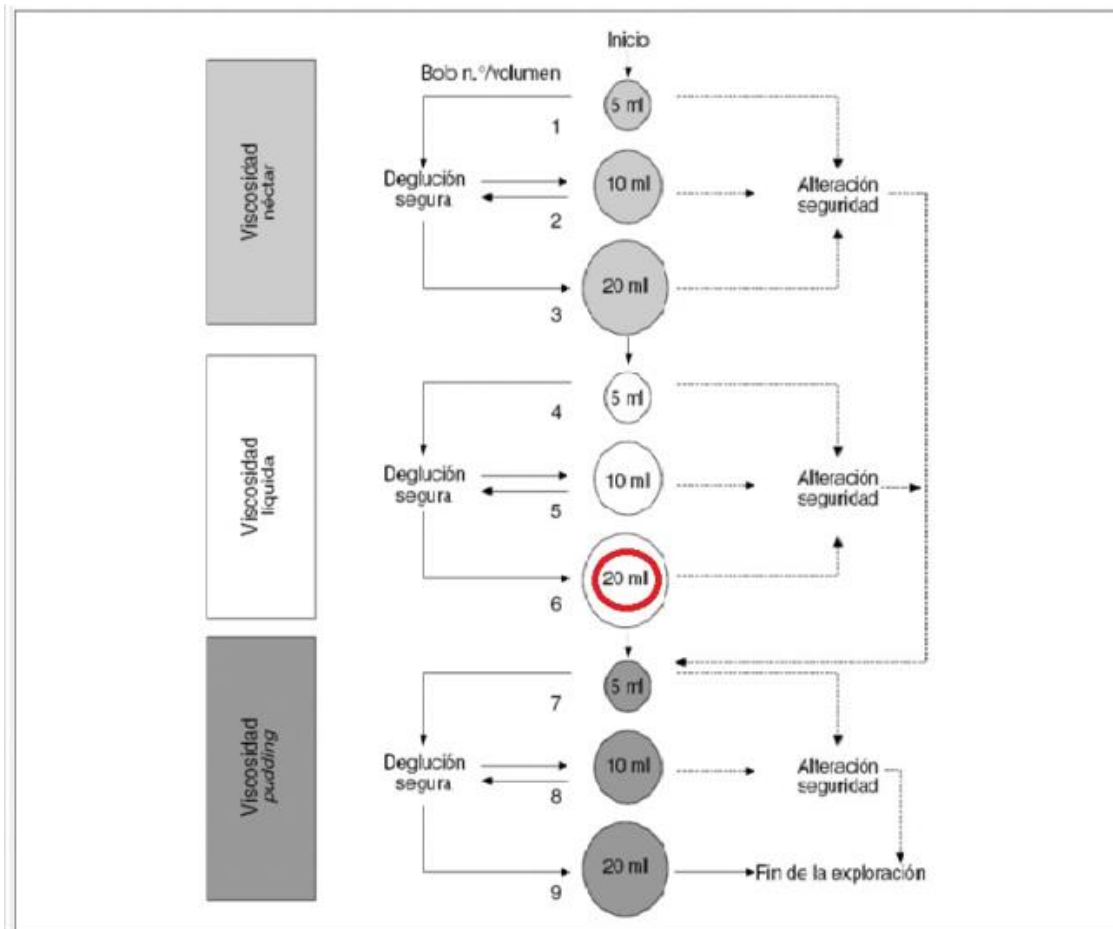 Inicio
Bolo n.º/volumen
5 ml
1
Viscosidad
néctar
Deglución
segura
10 ml
2
Alteración
seguridad
20 ml
3
5 ml
4
Viscosidad
líquida
Deglución
segura
10 ml
5
Alteración
seguridad
20 ml
6
5 ml
7
Viscosidad
pudding
Deglución
segura
10 ml
8
Alteración
seguridad
20 ml
9
Fin de la exploración